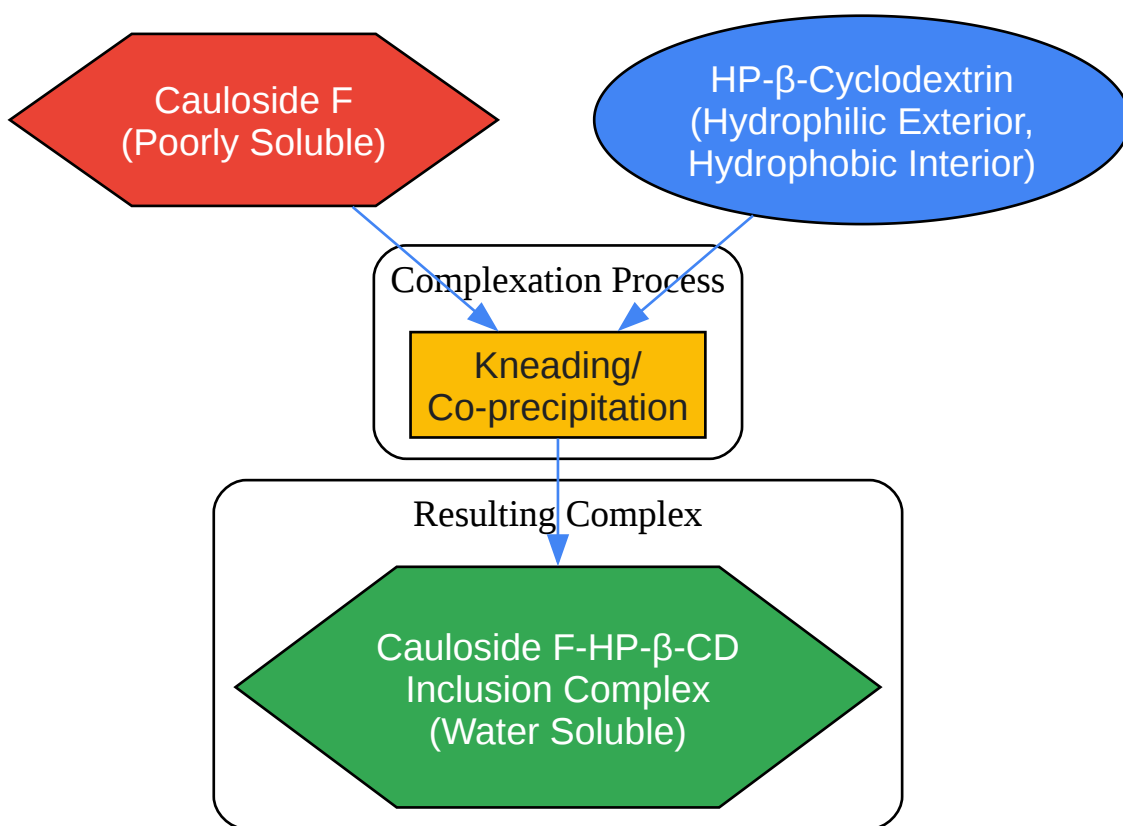 Cauloside F
(Poorly Soluble)
HP-β-Cyclodextrin
(Hydrophilic Exterior,
Hydrophobic Interior)
Complexation Process
Kneading/
Co-precipitation
Resulting Complex
Cauloside F-HP-β-CD
Inclusion Complex
(Water Soluble)